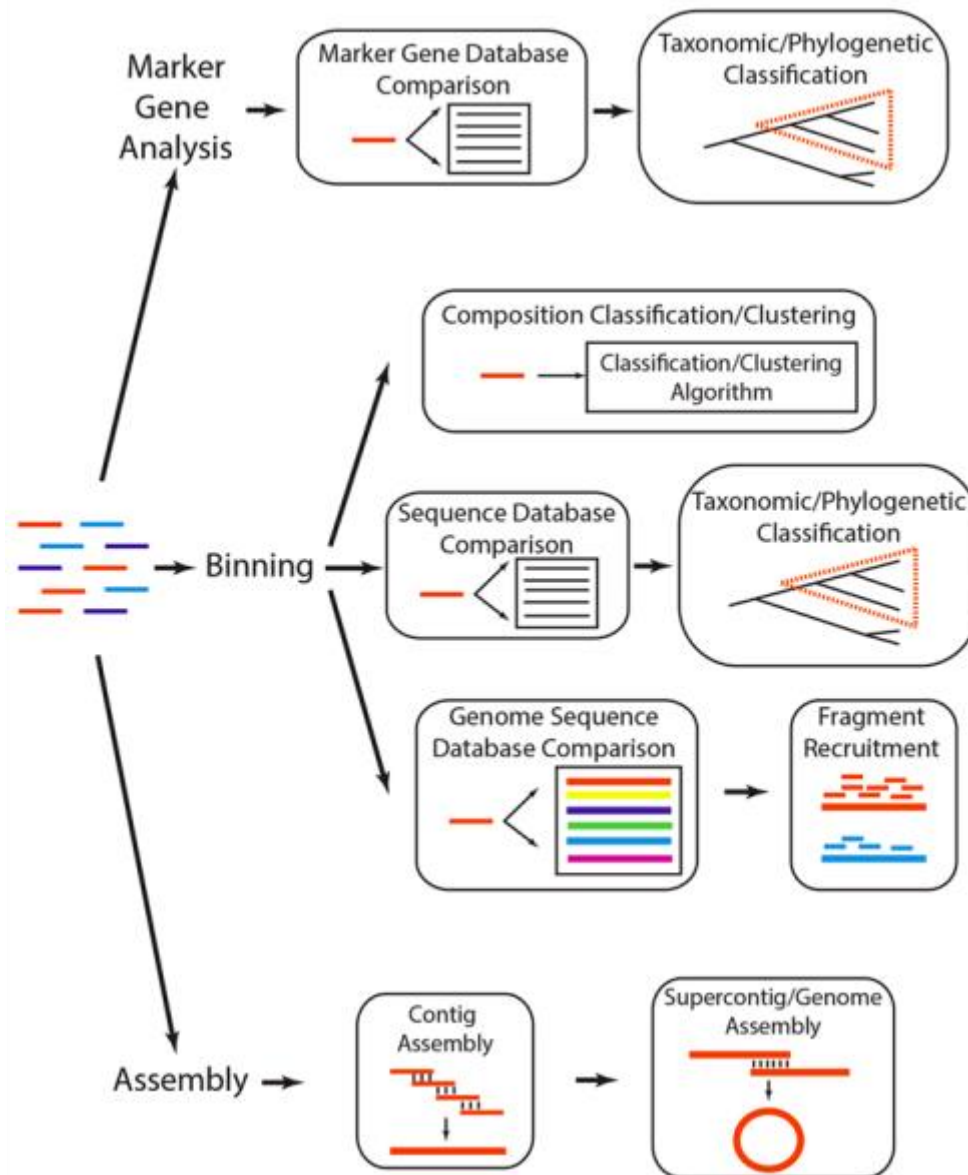 Marker
Gene
Analysis
Marker Gene Database
Comparison
Taxonomic/Phylogenetic
Classification
Composition Classification/Clustering
Classification/Clustering
Algorithm
Binning
Sequence Database
Comparison
Taxonomic/Phylogenetic
Classification
Genome Sequence
Database Comparison
Fragment
Recruitment
Assembly
Contig
Assembly
Supercontig/Genome
Assembly